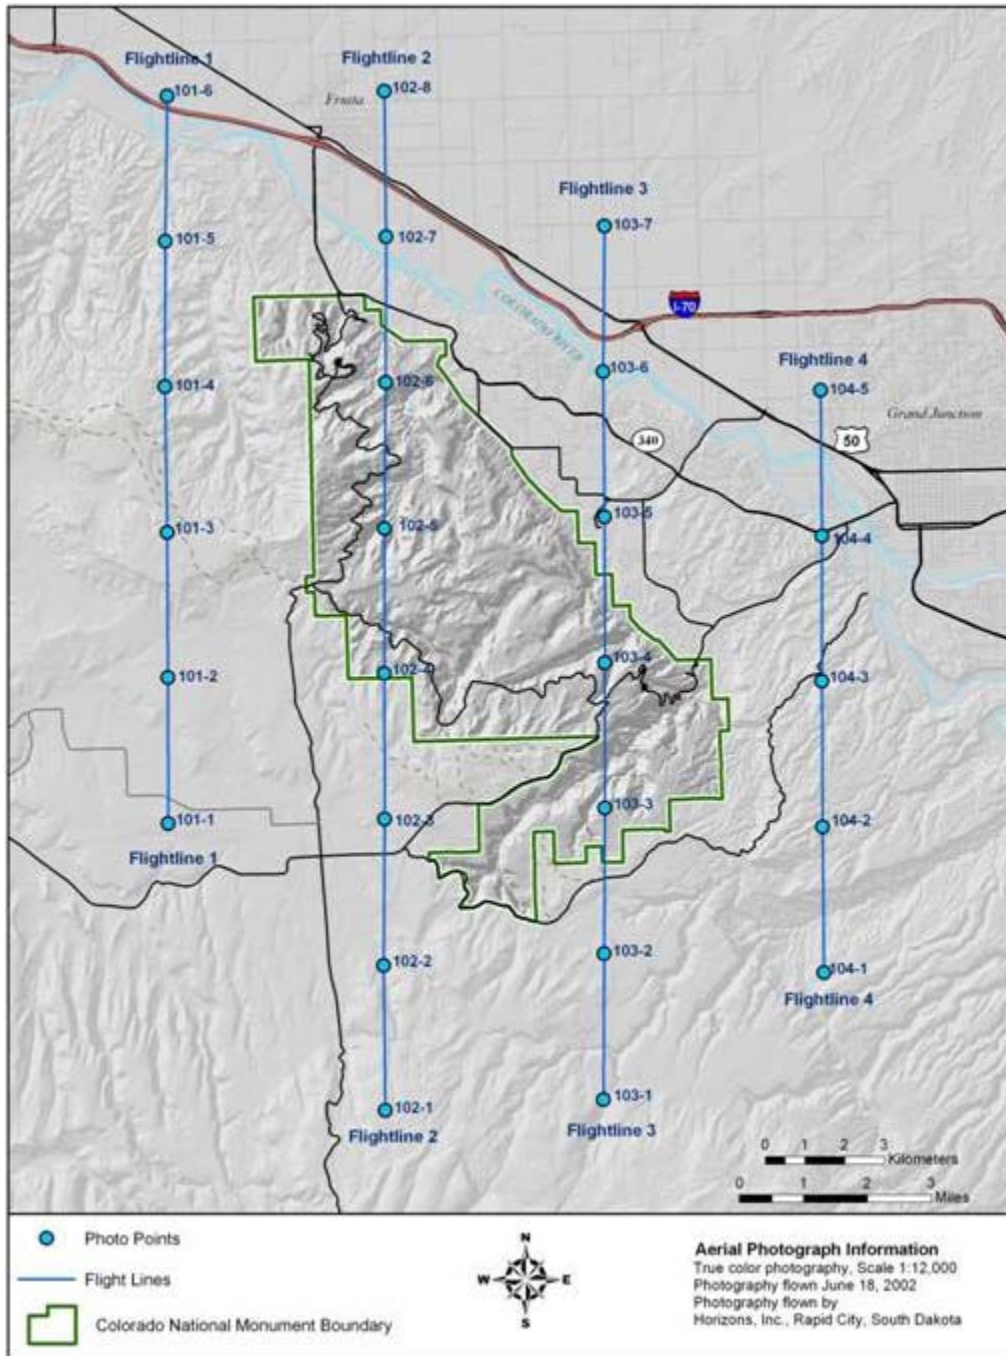 Flightline 1
Flightline 2
101-6
102-8
Fruita
Flightline 3
103-7
101-5
102-7
COLORADO RIVER
I-70
Flightline 4
103-6
101-4
102-6
104-5
Grand Junction
340
50
103-5
101-3
102-5
104-4
103-4
101-2
102-4
104-3
103-3
101-1
102-3
104-2
Flightline 1
103-2
102-2
104-1
Flightline 4
103-1
102-1
Flightline 2
Flightline 3
0 1 2 3
Kilometers
0 1 2 3
Miles
Photo Points
Flight Lines
Colorado National Monument Boundary
N
W E
S
Aerial Photograph Information
True color photography, Scale 1:12,000
Photography flown June 18, 2002
Photography flown by
Horizons, Inc., Rapid City, South Dakota